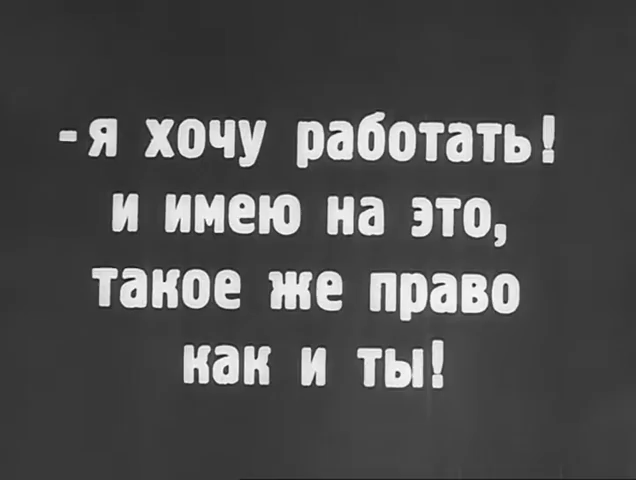 -я хочу работать!
и имею на это,
такое же право
как и ты!